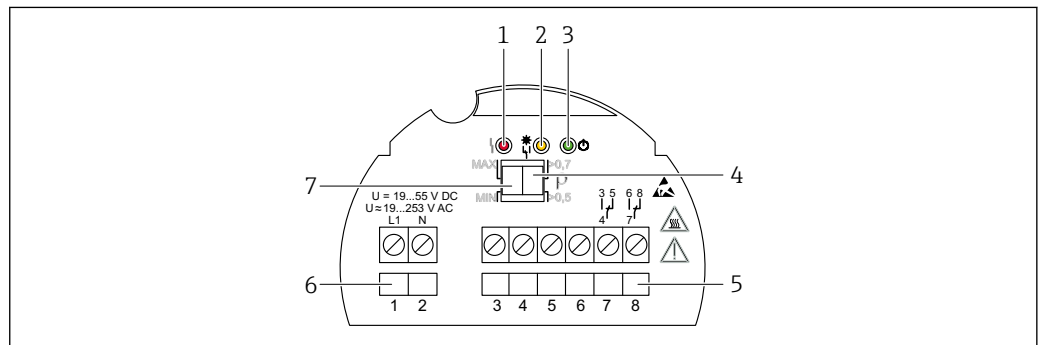 1 2 3
MAX >0,7
4
7
ρ
MIN >0,5
U = 19...55 V DC
U≈19...253 V AC
L1 N
3 5 6 8
4 7
6
5
1 2 3 4 5 6 7 8